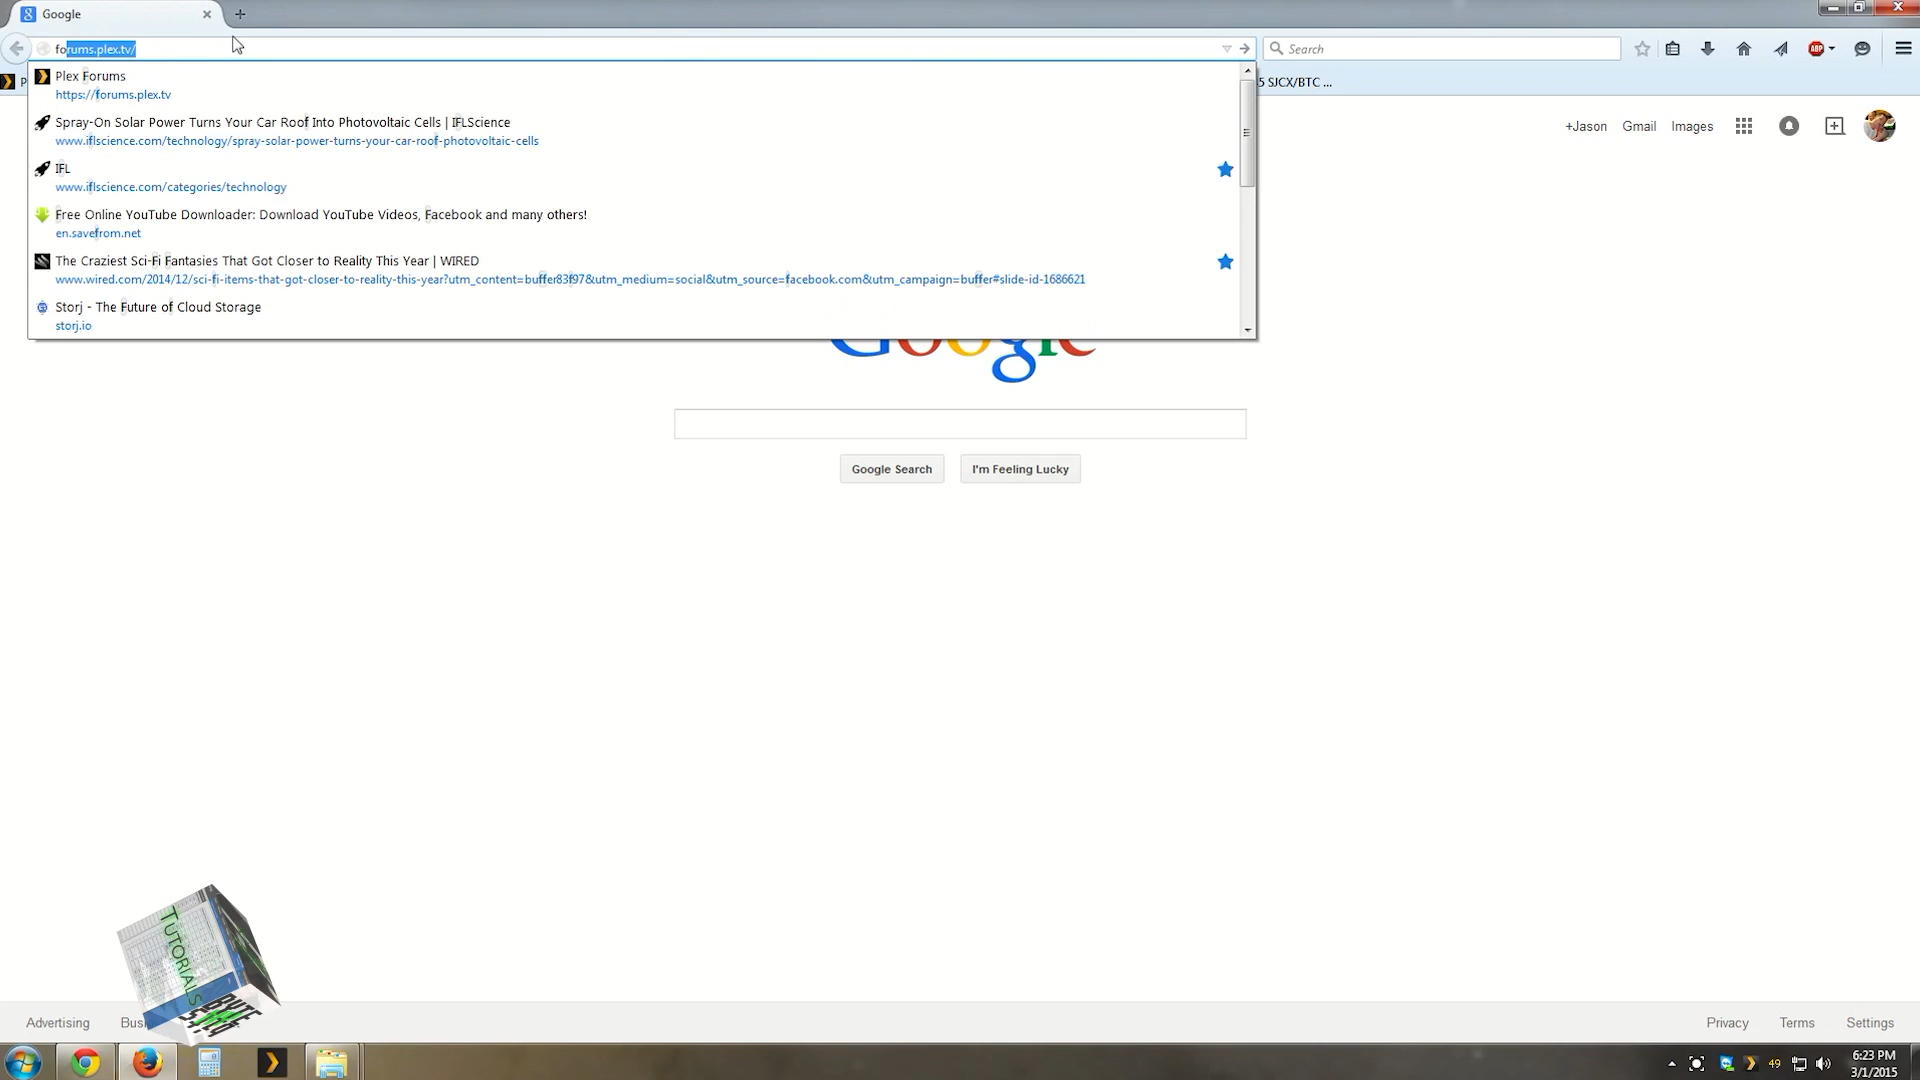 Google
forums.plex.tv/
Search
Plex Forums
https://forums.plex.tv
Spray-On Solar Power Turns Your Car Roof Into Photovoltaic Cells | IFLScience
www.iflscience.com/technology/spray-solar-power-turns-your-car-roof-photovoltaic-cells
IFL
www.iflscience.com/categories/technology
Free Online YouTube Downloader: Download YouTube Videos, Facebook and many others!
en.savefrom.net
The Craziest Sci-Fi Fantasies That Got Closer to Reality This Year | WIRED
www.wired.com/2014/12/sci-fi-items-that-got-closer-to-reality-this-year?utm_content=buffer83f97&utm_medium=social&utm_source=facebook.com&utm_campaign=buffer#slide-id-1686621
Storj - The Future of Cloud Storage
storj.io
P
5 SJCX/BTC ...
ABP
+Jason Gmail Images
Google
Google Search I'm Feeling Lucky
TUTORIALS
Advertising Busi
Privacy Terms Settings
49
6:23 PM
3/1/2015